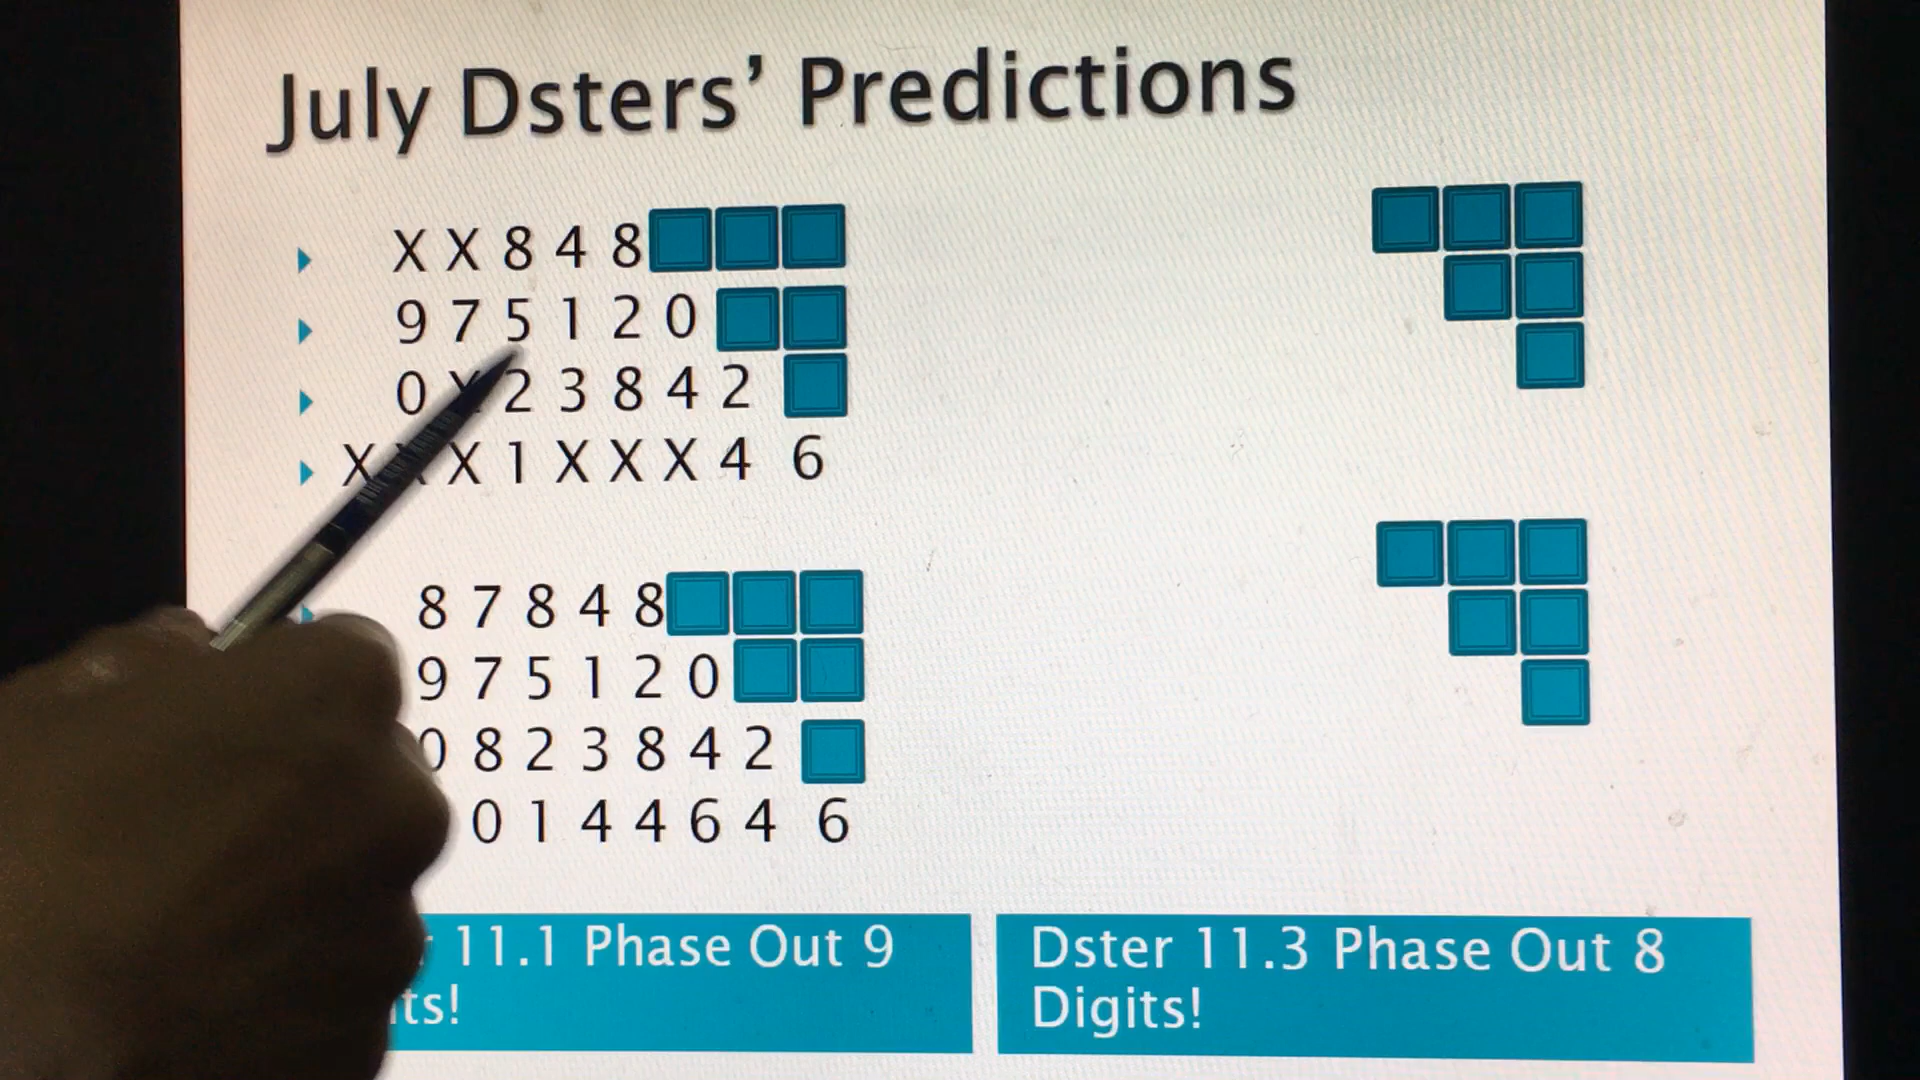 July Dsters’ Predictions
X X 8 4 8
9 7 5 1 2 0
0 X 2 3 8 4 2
X X X 1 X X X 4 6
8 7 8 4 8
9 7 5 1 2 0
0 8 2 3 8 4 2
0 1 4 4 6 4 6
11.1 Phase Out 9
Dster 11.3 Phase Out 8
Digits!